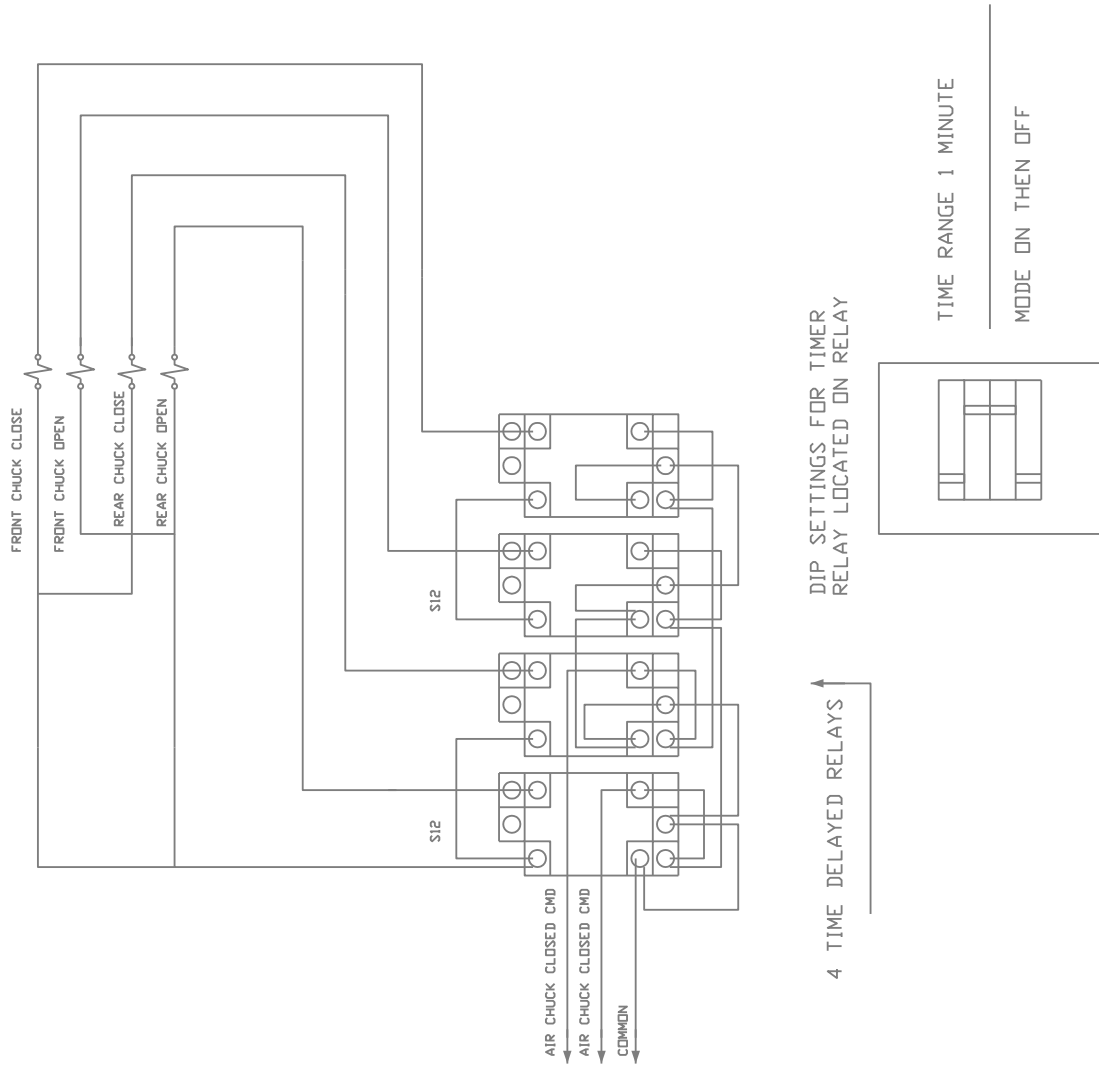 FRONT CHUCK CLOSE
FRONT CHUCK OPEN
REAR CHUCK CLOSE
REAR CHUCK OPEN
S12
S12
AIR CHUCK CLOSED CMD
AIR CHUCK CLOSED CMD
COMMON
DIP SETTINGS FOR TIMER
RELAY LOCATED ON RELAY
4 TIME DELAYED RELAYS
TIME RANGE 1 MINUTE
MODE ON THEN OFF